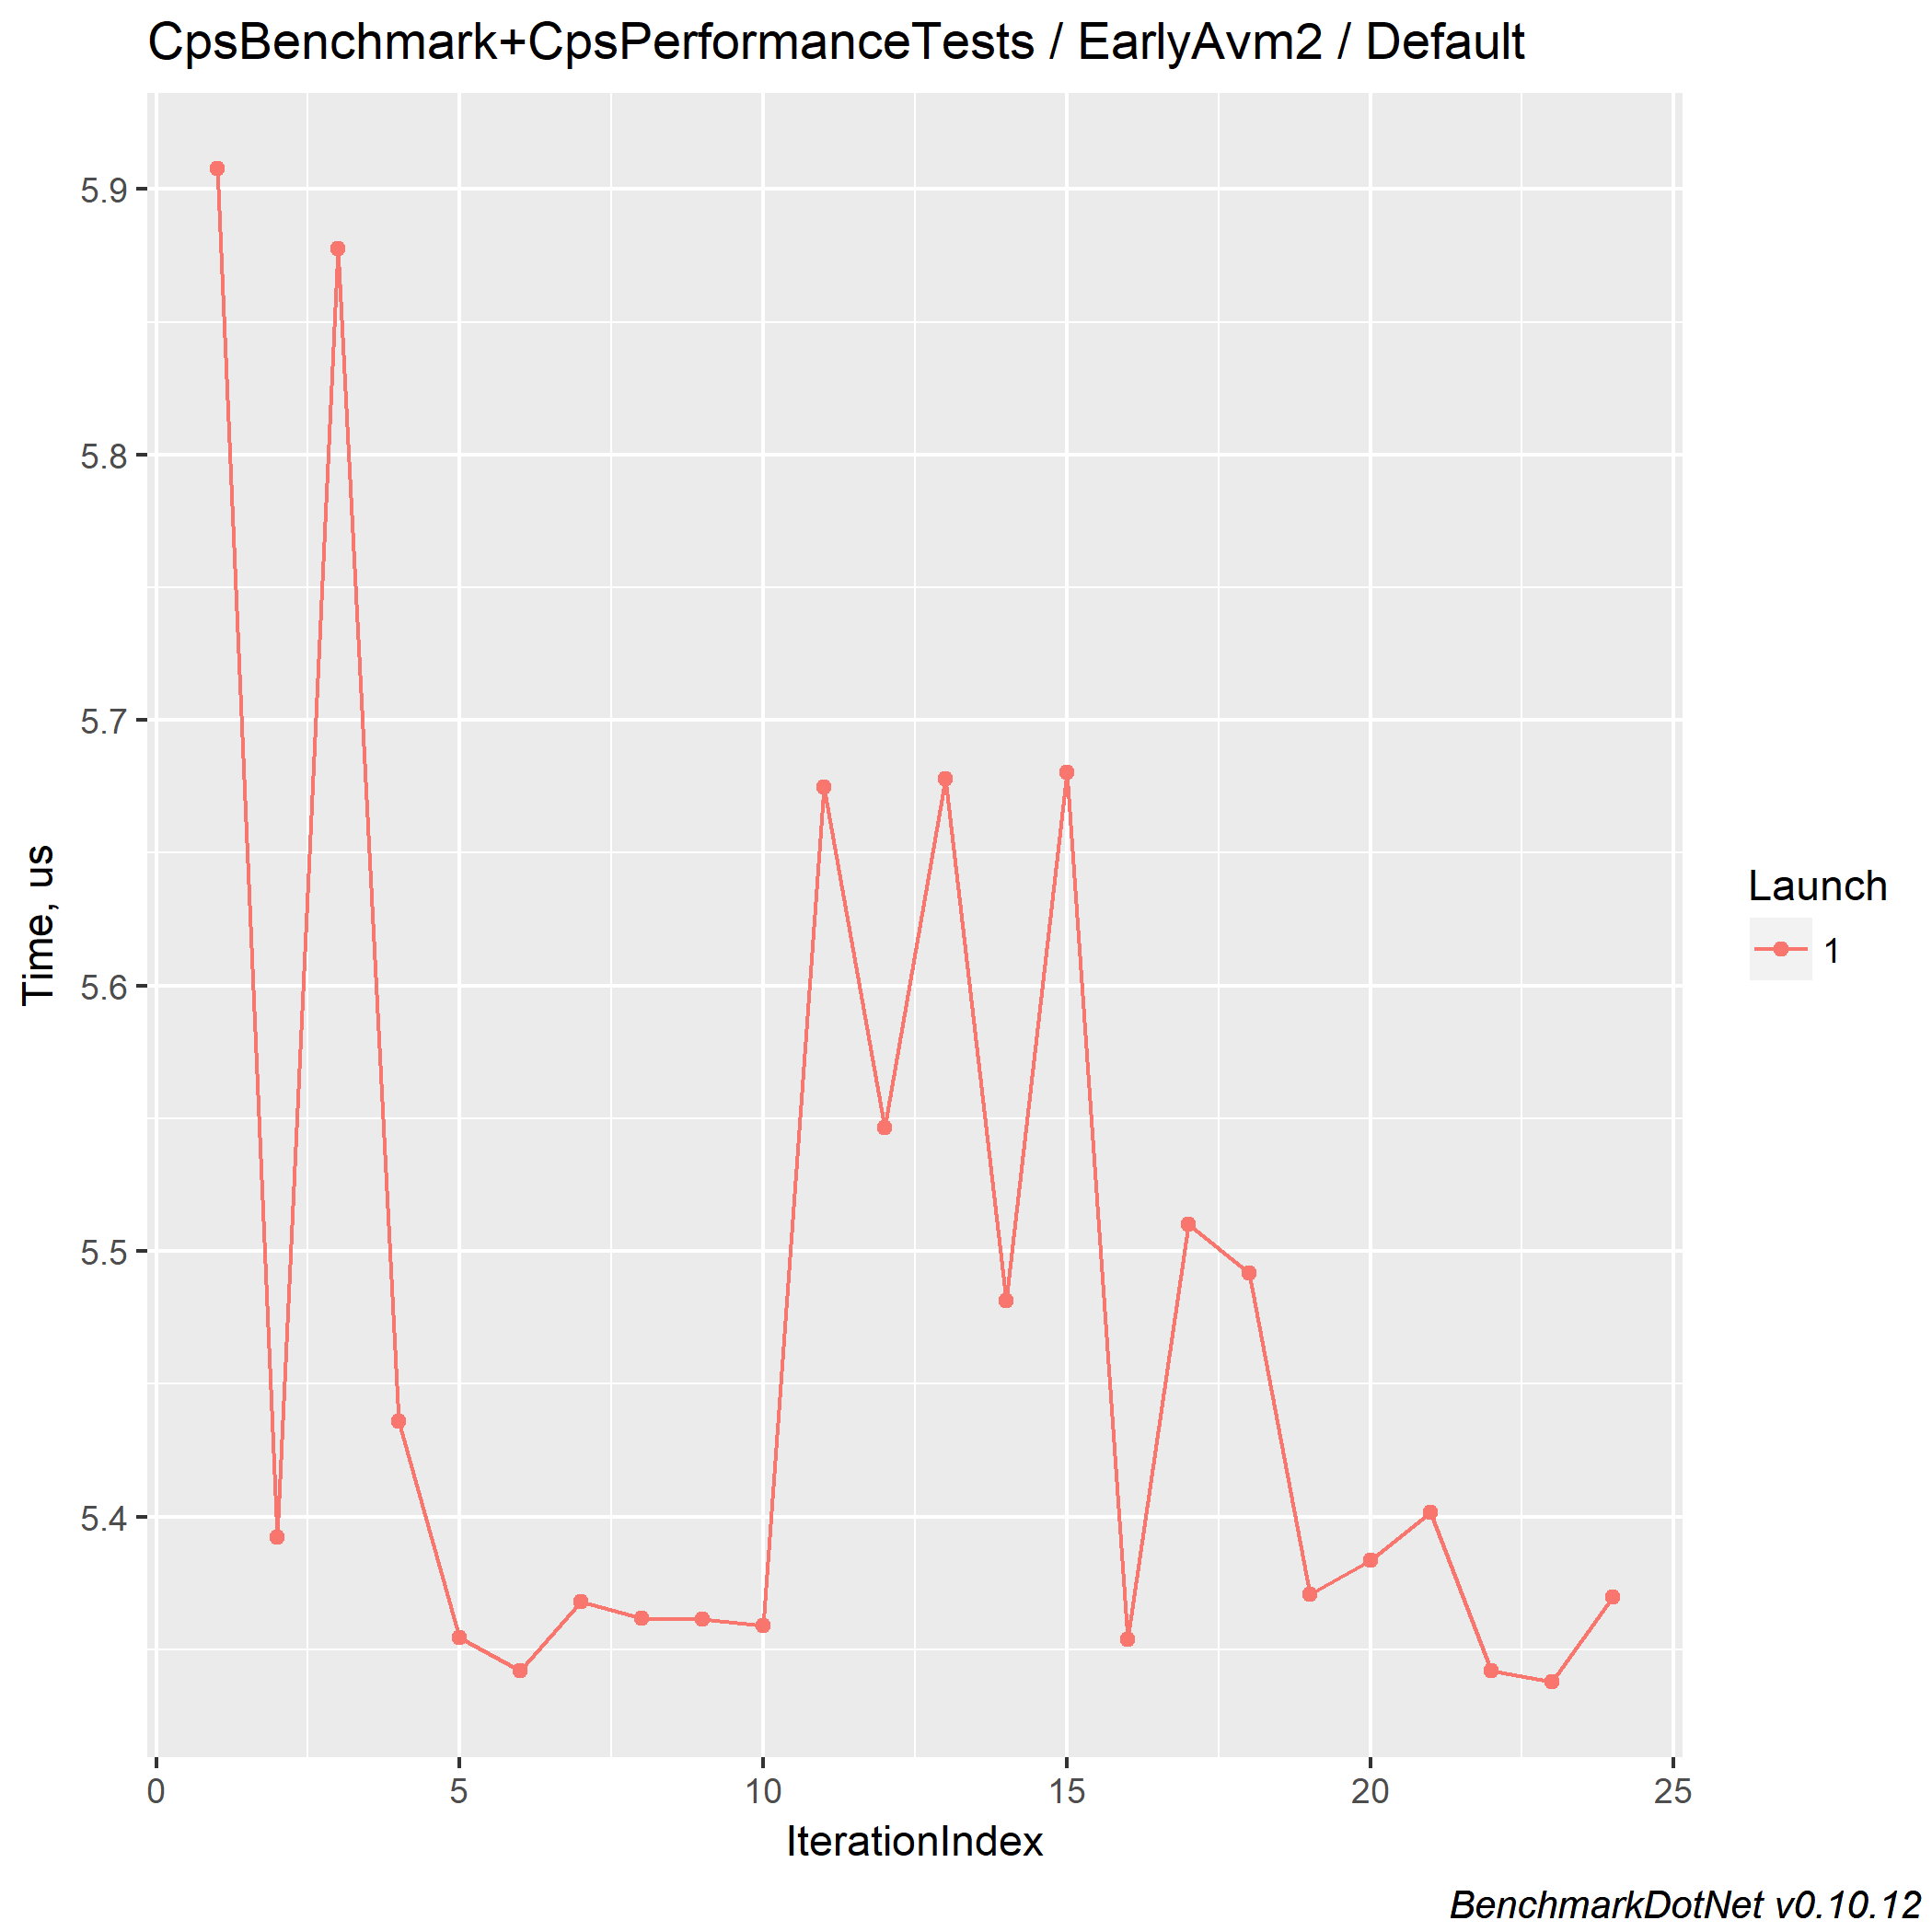 CpsBenchmark+CpsPerformanceTests / EarlyAvm2 / Default
5.9
5.8
5.7
5.6
5.5
5.4
Time, us
0 5 10 15 20 25
IterationIndex
Launch
1
BenchmarkDotNet v0.10.12